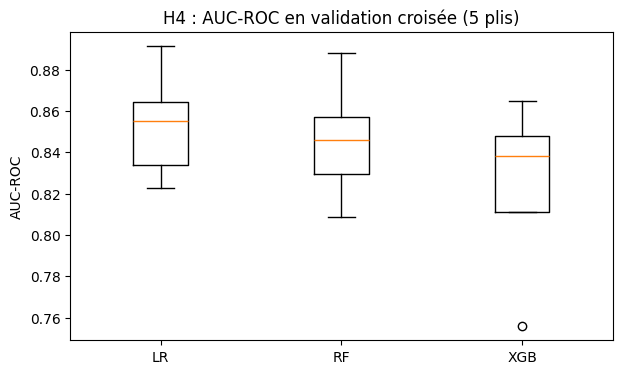 H4 : AUC-ROC en validation croisée (5 plis)
AUC-ROC
0.88
0.86
0.84
0.82
0.80
0.78
0.76
LR RF XGB